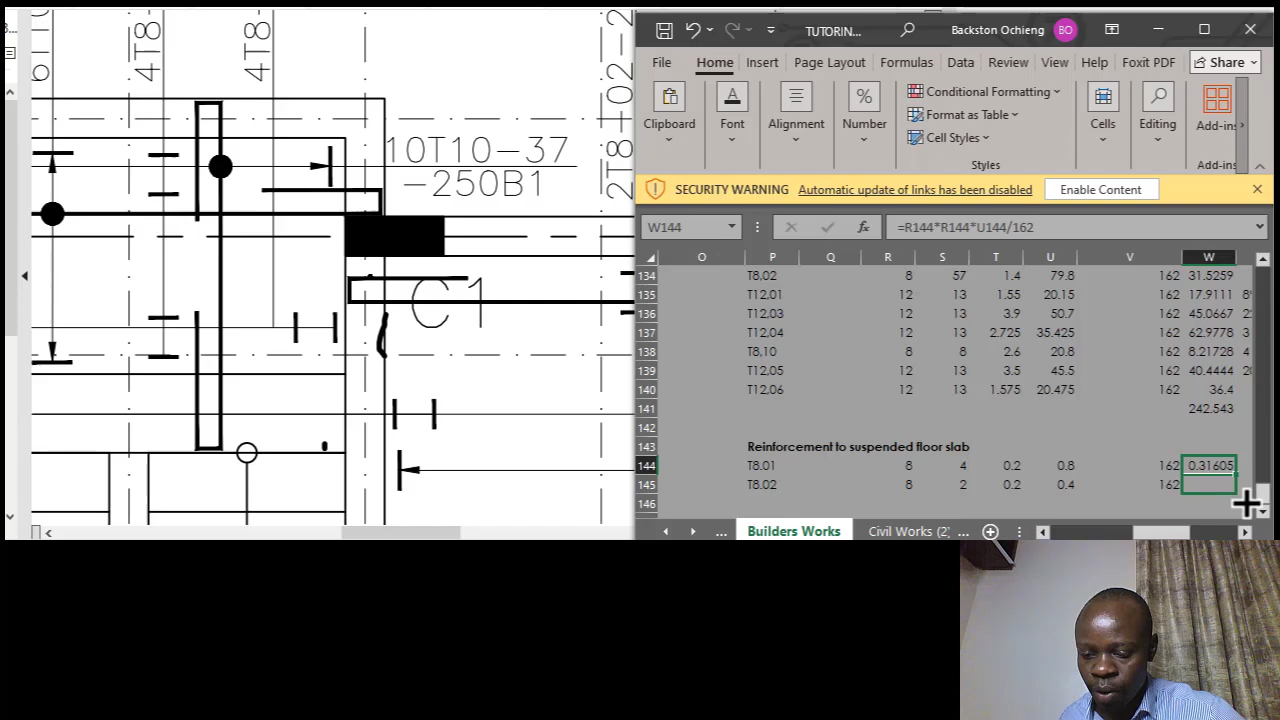 3...
6T10
4T8-
4T8-
10T10-37
-250B1
2T8-02-2
C1
TUTORIN...
Backston Ochieng
BO
File
Home
Insert
Page Layout
Formulas
Data
Review
View
Help
Foxit PDF
Share
Clipboard
Font
Alignment
%
Number
Conditional Formatting
Format as Table
Cell Styles
Styles
Cells
Editing
Add-ins
Add-ins
SECURITY WARNING Automatic update of links has been disabled Enable Content
W144 fx =R144*R144*U144/162
O P Q R S T U V W
134 T8,02 8 57 1.4 79.8 162 31.5259
135 T12,01 12 13 1.55 20.15 162 17.9111
136 T12,03 12 13 3.9 50.7 162 45.0667
137 T12,04 12 13 2.725 35.425 162 62.9778
138 T8,10 8 8 2.6 20.8 162 8.21728
139 T12,05 12 13 3.5 45.5 162 40.4444
140 T12,06 12 13 1.575 20.475 162 36.4
141 242.543
142
143 Reinforcement to suspended floor slab
144 T8.01 8 4 0.2 0.8 162 0.31605
145 T8.02 8 2 0.2 0.4 162
146
... Builders Works Civil Works (2) ...